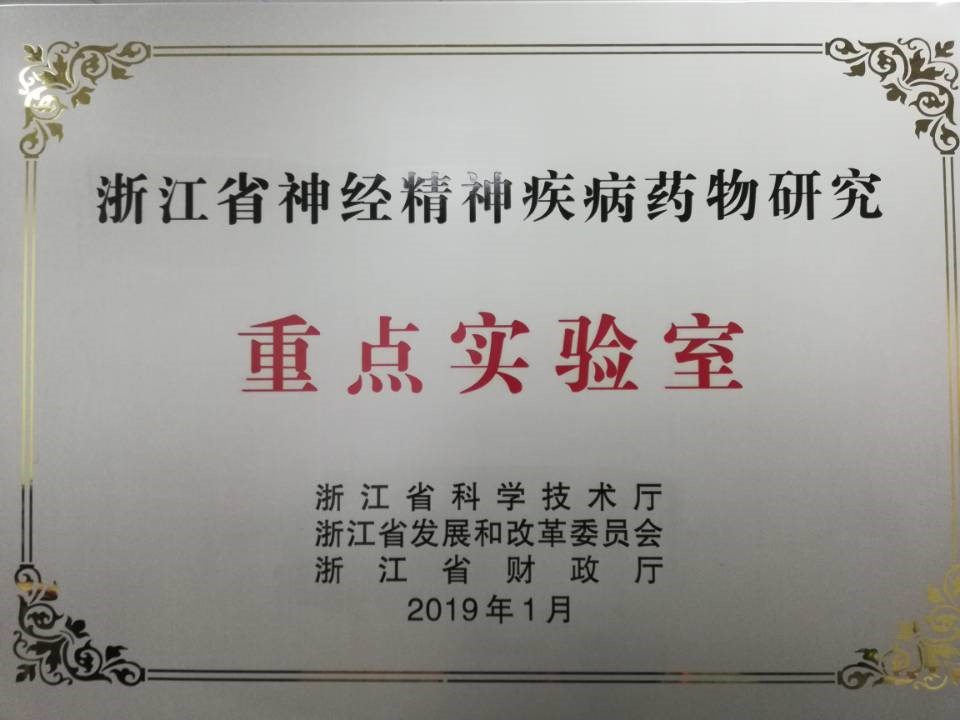 浙江省神经精神疾病药物研究
重点实验室
浙江省科学技术厅
浙江省发展和改革委员会
浙江省财政厅
2019年1月